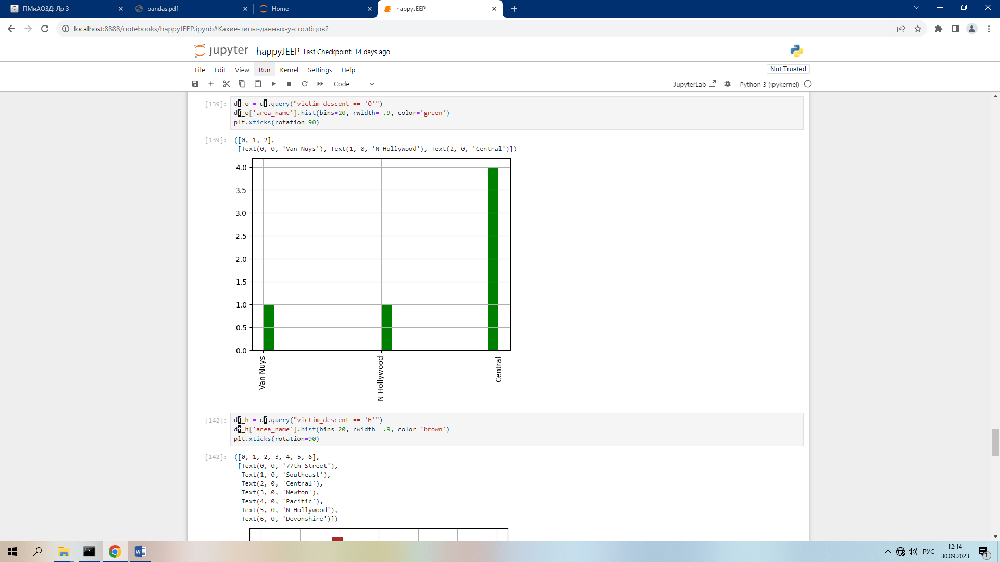 ПМиАОЗД: Лр 3
pandas.pdf
Home
happyJEEP
localhost:8888/notebooks/happyJEEP.ipynb#Какие-типы-данных-у-столбцов?
jupyter happyJEEP Last Checkpoint: 14 days ago
File Edit View Run Kernel Settings Help
Not Trusted
Code
JupyterLab
Python 3 (ipykernel)
[139]:
df_o = df.query("victim_descent == 'O'")
df_o['area_name'].hist(bins=20, rwidth= .9, color='green')
plt.xticks(rotation=90)
[139]:
([0, 1, 2],
[Text(0, 0, 'Van Nuys'), Text(1, 0, 'N Hollywood'), Text(2, 0, 'Central')])
4.0
3.5
3.0
2.5
2.0
1.5
1.0
0.5
0.0
Van Nuys
N Hollywood
Central
[142]:
df_h = df.query("victim_descent == 'H'")
df_h['area_name'].hist(bins=20, rwidth= .9, color='brown')
plt.xticks(rotation=90)
[142]:
([0, 1, 2, 3, 4, 5, 6],
[Text(0, 0, '77th Street'),
Text(1, 0, 'Southeast'),
Text(2, 0, 'Central'),
Text(3, 0, 'Newton'),
Text(4, 0, 'Pacific'),
Text(5, 0, 'N Hollywood'),
Text(6, 0, 'Devonshire')])
РУС
12:14
30.09.2023
1